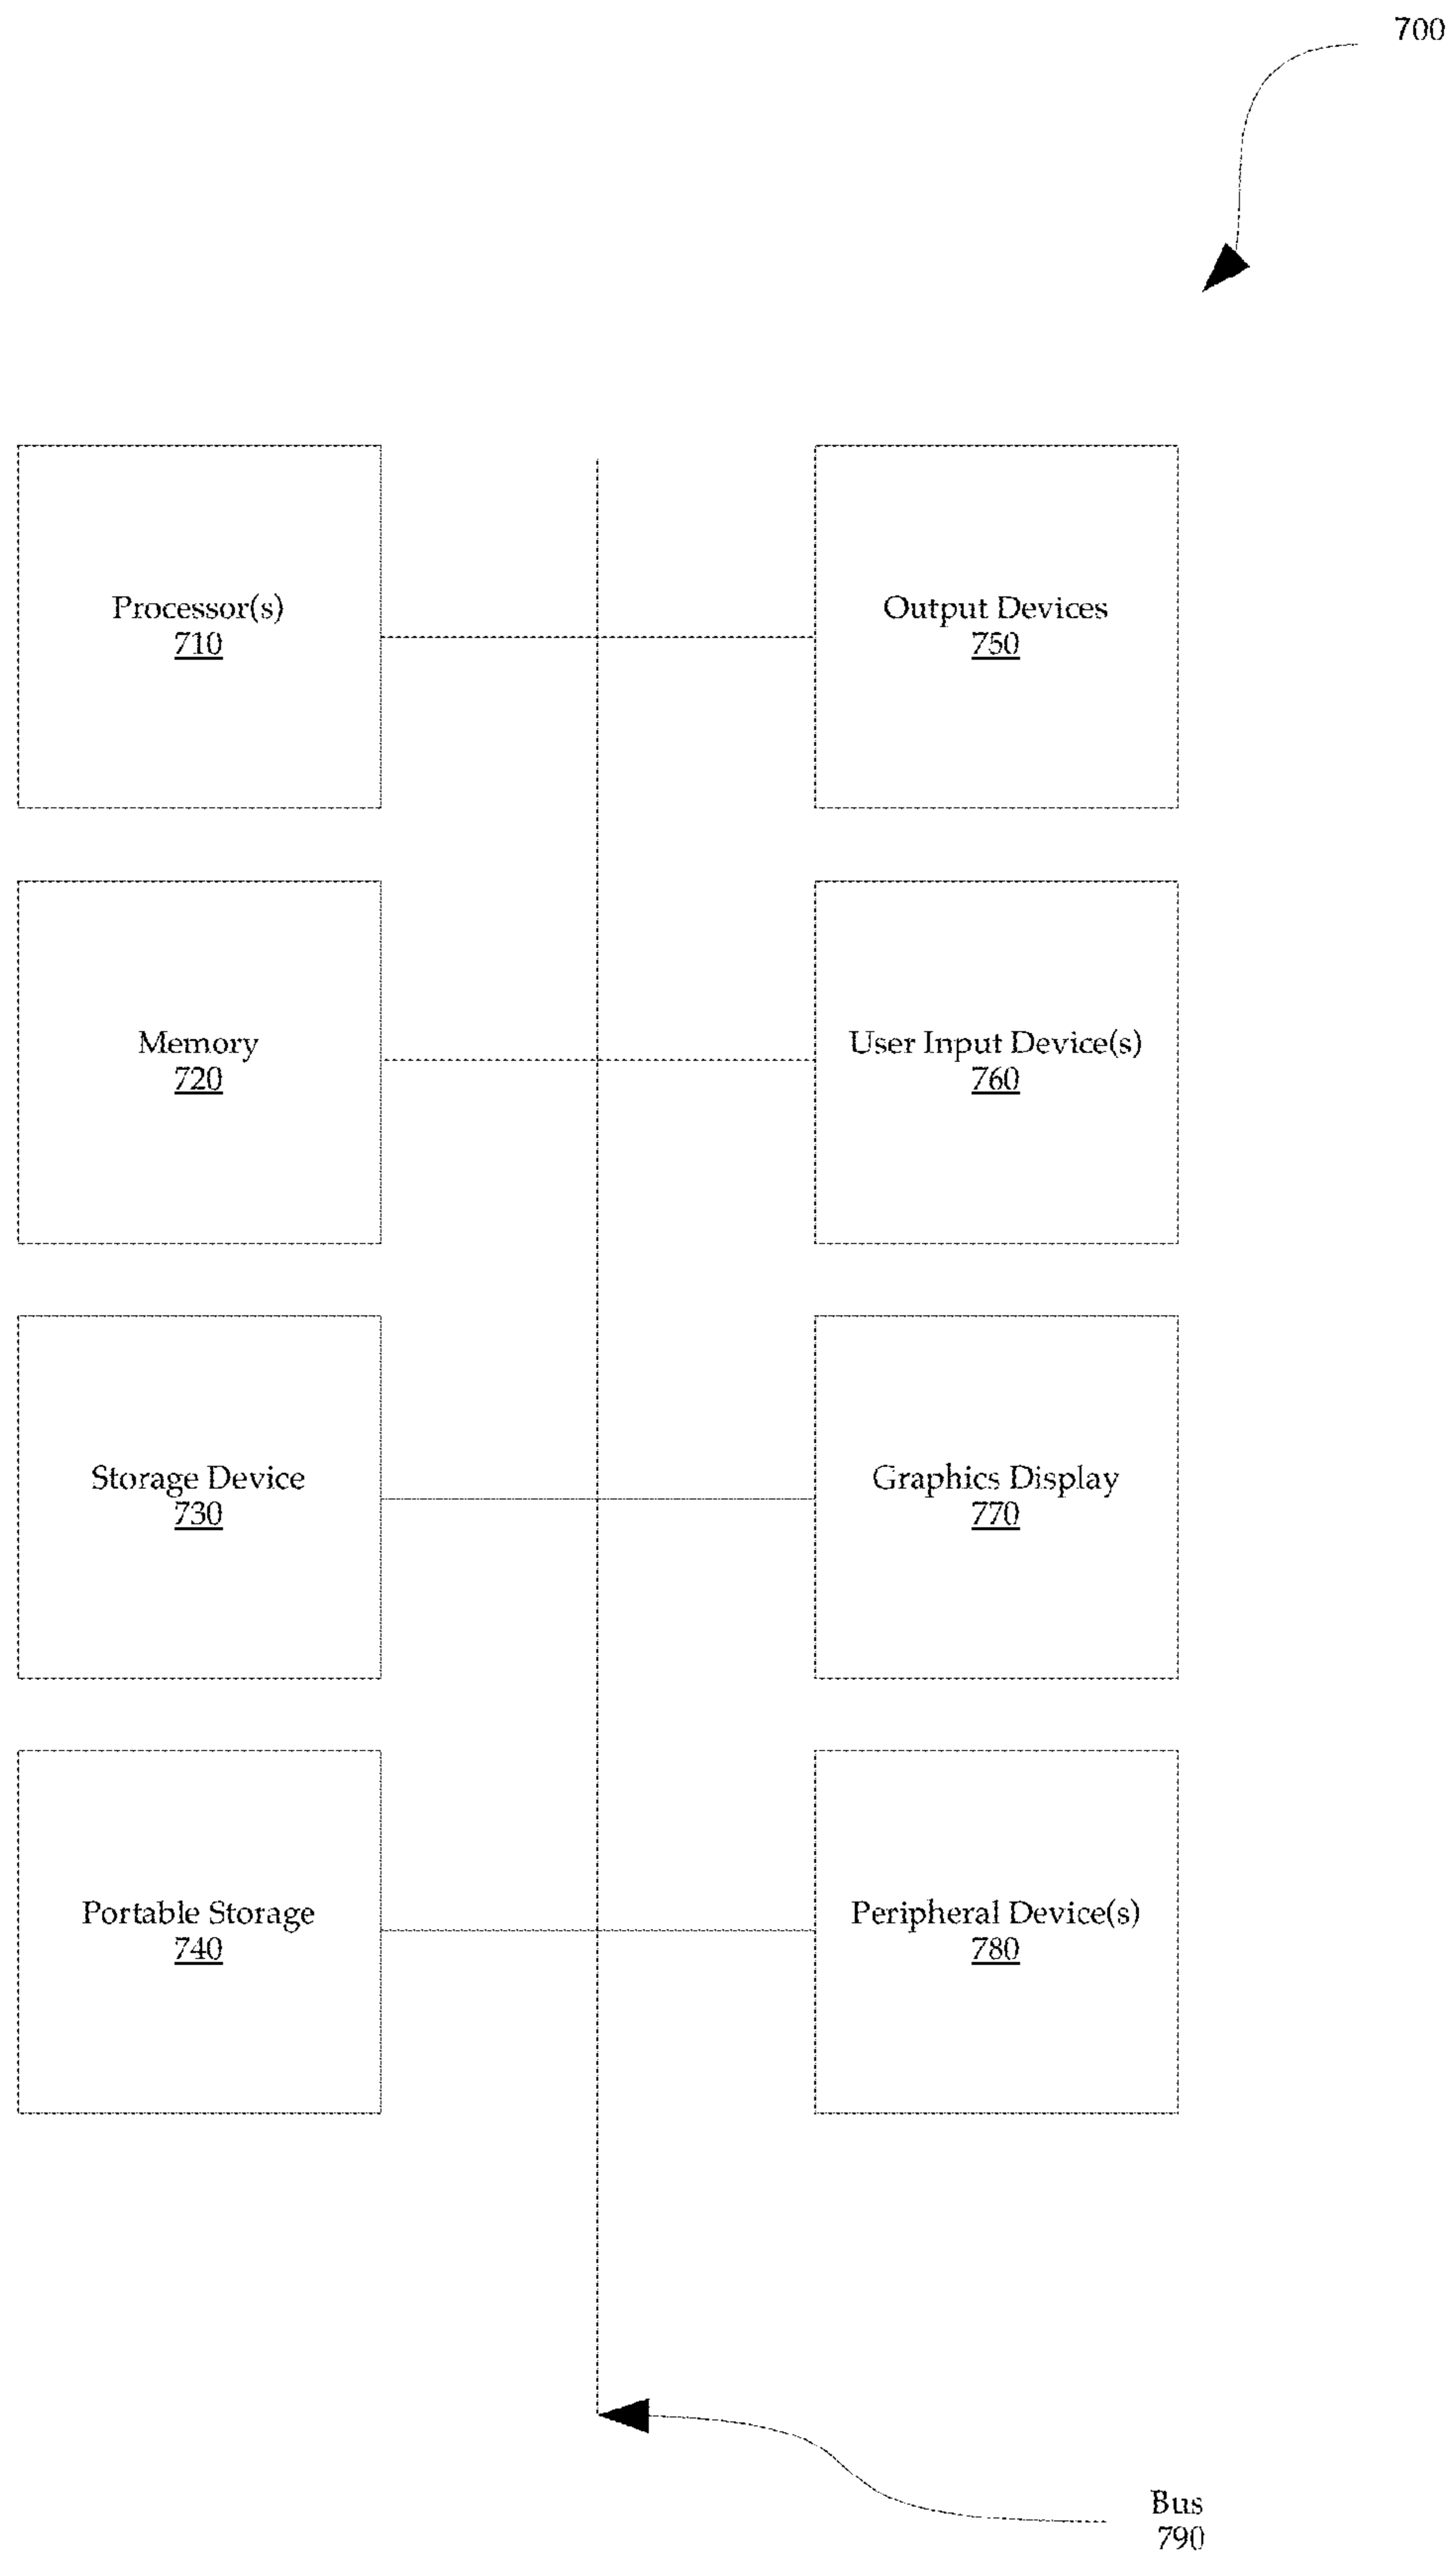 700
Processor(s)
710
Output Devices
750
Memory
720
User Input Device(s)
760
Storage Device
730
Graphics Display
770
Portable Storage
740
Peripheral Device(s)
780
Bus
790